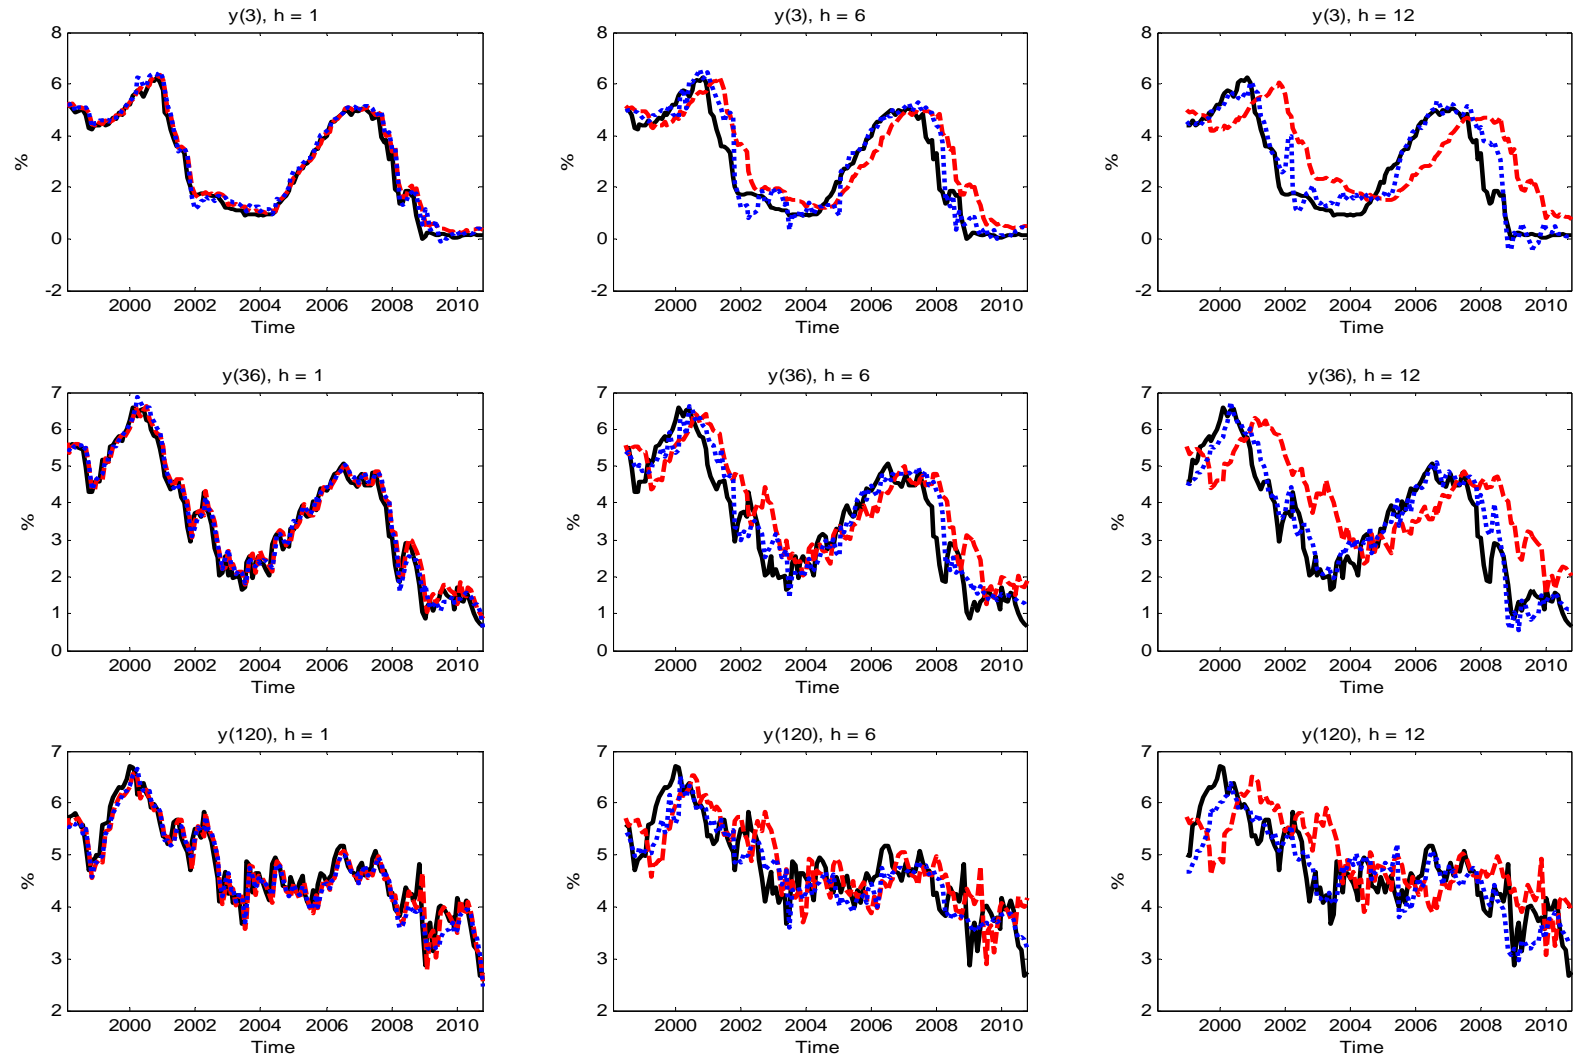 y(3), h = 1
8
6
4
2
0
-2
%
2000 2002 2004 2006 2008 2010
Time
y(3), h = 6
8
6
4
2
0
-2
%
2000 2002 2004 2006 2008 2010
Time
y(3), h = 12
8
6
4
2
0
-2
%
2000 2002 2004 2006 2008 2010
Time
y(36), h = 1
7
6
5
4
3
2
1
0
%
2000 2002 2004 2006 2008 2010
Time
y(36), h = 6
7
6
5
4
3
2
1
0
%
2000 2002 2004 2006 2008 2010
Time
y(36), h = 12
7
6
5
4
3
2
1
0
%
2000 2002 2004 2006 2008 2010
Time
y(120), h = 1
7
6
5
4
3
2
%
2000 2002 2004 2006 2008 2010
Time
y(120), h = 6
7
6
5
4
3
2
%
2000 2002 2004 2006 2008 2010
Time
y(120), h = 12
7
6
5
4
3
2
%
2000 2002 2004 2006 2008 2010
Time